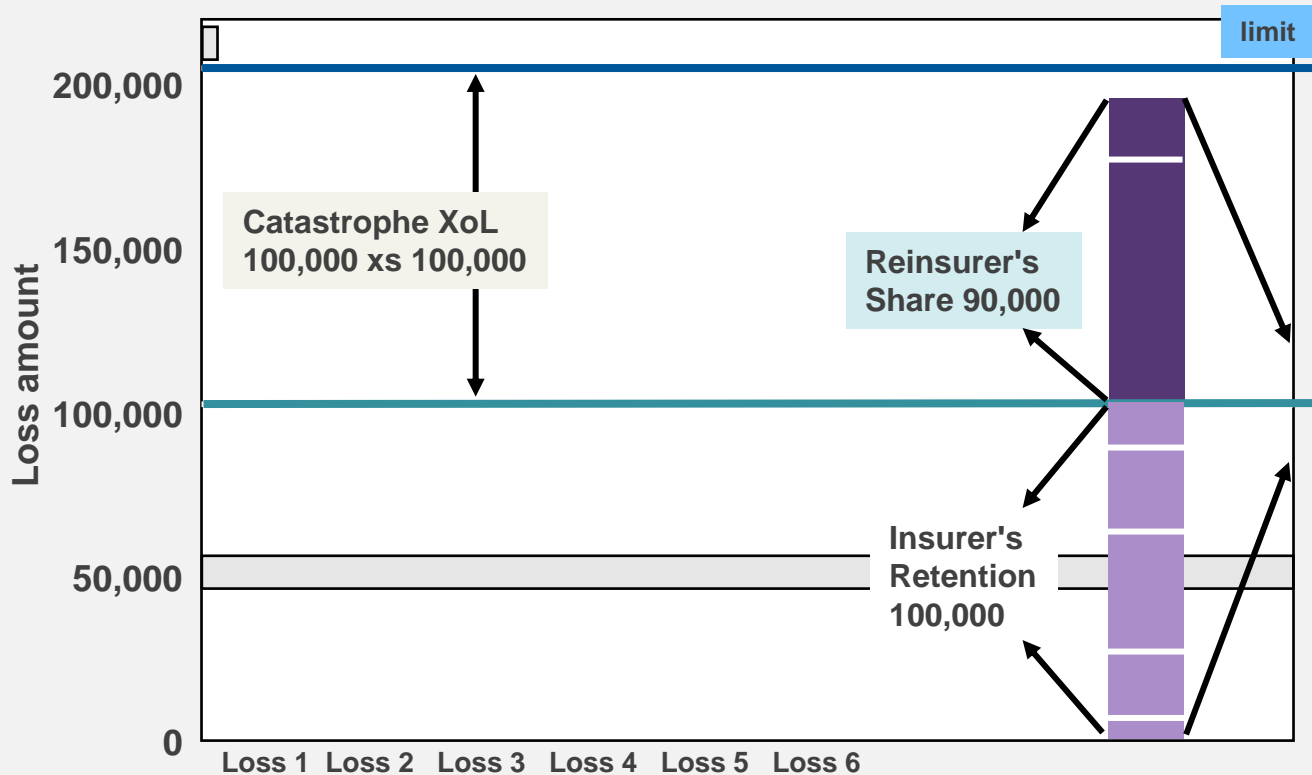 limit
200,000
Catastrophe XoL
100,000 xs 100,000
150,000
Reinsurer's
Share 90,000
Loss amount
100,000
50,000
Insurer's
Retention
100,000
0
Loss 1 Loss 2 Loss 3 Loss 4 Loss 5 Loss 6